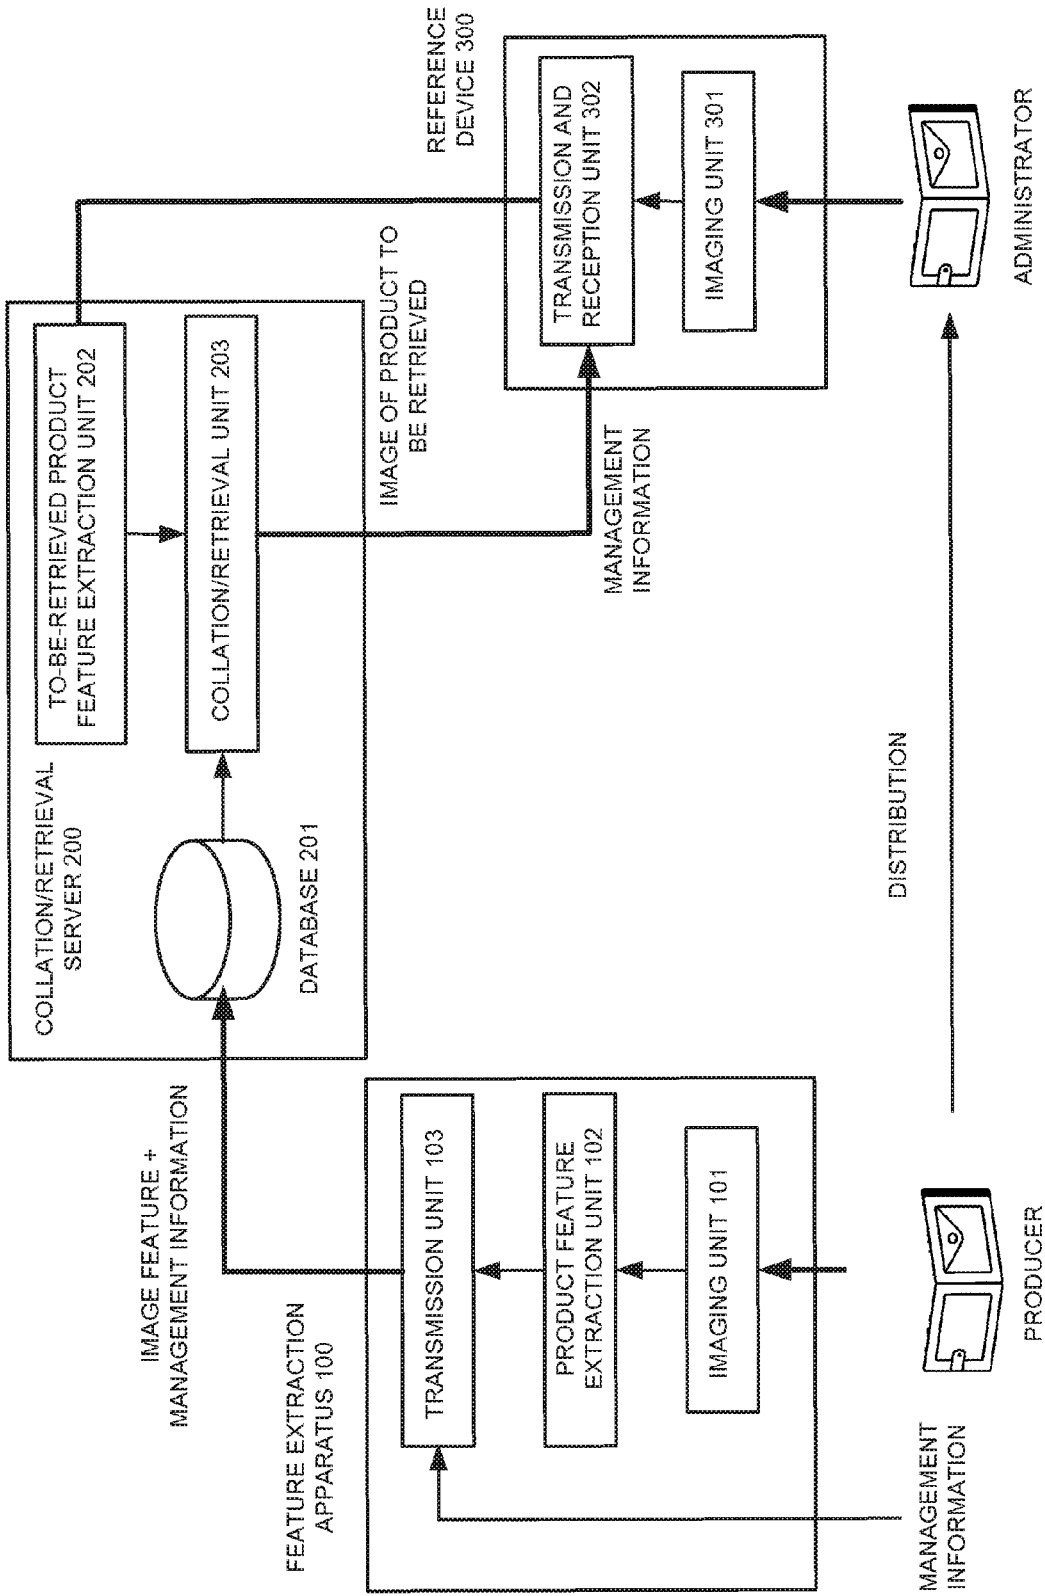 COLLATION/RETRIEVAL
SERVER 200
TO-BE-RETRIEVED PRODUCT
FEATURE EXTRACTION UNIT 202
COLLATION/RETRIEVAL UNIT 203
DATABASE 201
IMAGE FEATURE +
MANAGEMENT INFORMATION
IMAGE OF PRODUCT TO
BE RETRIEVED
REFERENCE
DEVICE 300
TRANSMISSION AND
RECEPTION UNIT 302
IMAGING UNIT 301
MANAGEMENT
INFORMATION
FEATURE EXTRACTION
APPARATUS 100
TRANSMISSION UNIT 103
PRODUCT FEATURE
EXTRACTION UNIT 102
IMAGING UNIT 101
MANAGEMENT
INFORMATION
PRODUCER
DISTRIBUTION
ADMINISTRATOR